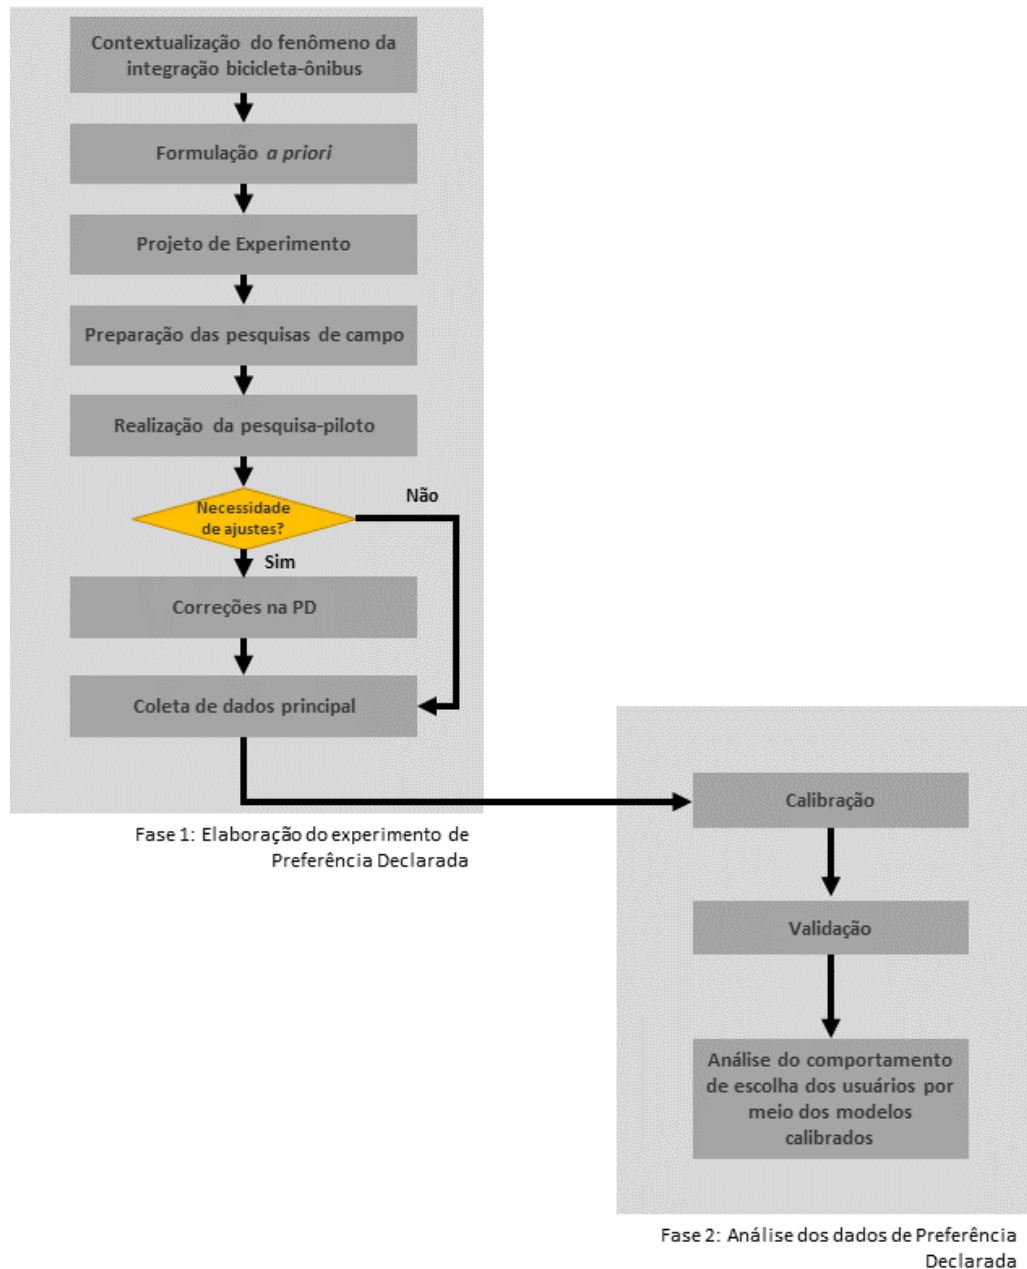 Contextualização do fenômeno da
integração bicicleta-ônibus
Formulação a priori
Projeto de Experimento
Preparação das pesquisas de campo
Realização da pesquisa-piloto
Necessidade
de ajustes?
Não
Sim
Correções na PD
Coleta de dados principal
Fase 1: Elaboração do experimento de
Preferência Declarada
Calibração
Validação
Análise do comportamento
de escolha dos usuários por
meio dos modelos
calibrados
Fase 2: Análise dos dados de Preferência
Declarada